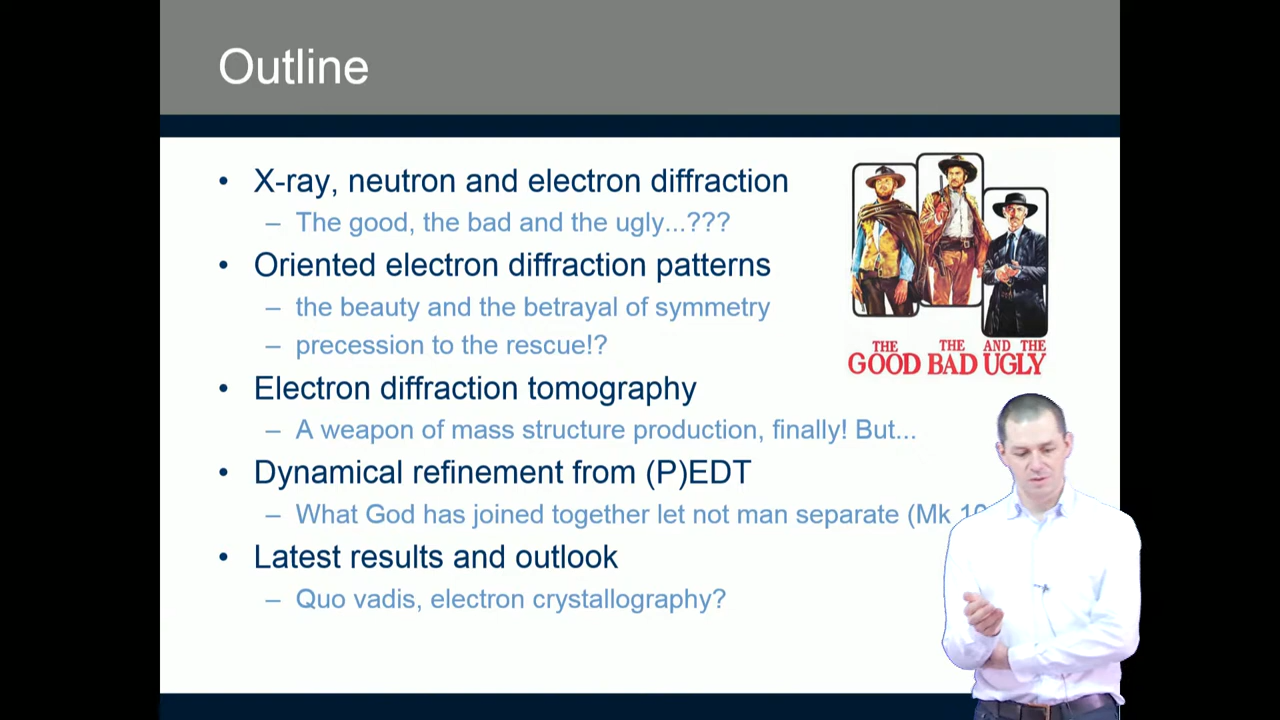 Outline
• X-ray, neutron and electron diffraction
– The good, the bad and the ugly...???
• Oriented electron diffraction patterns
– the beauty and the betrayal of symmetry
– precession to the rescue!?
• Electron diffraction tomography
– A weapon of mass structure production, finally! But...
• Dynamical refinement from (P)EDT
– What God has joined together let not man separate (Mk
• Latest results and outlook
– Quo vadis, electron crystallography?
THE THE AND THE
GOOD BAD UGLY